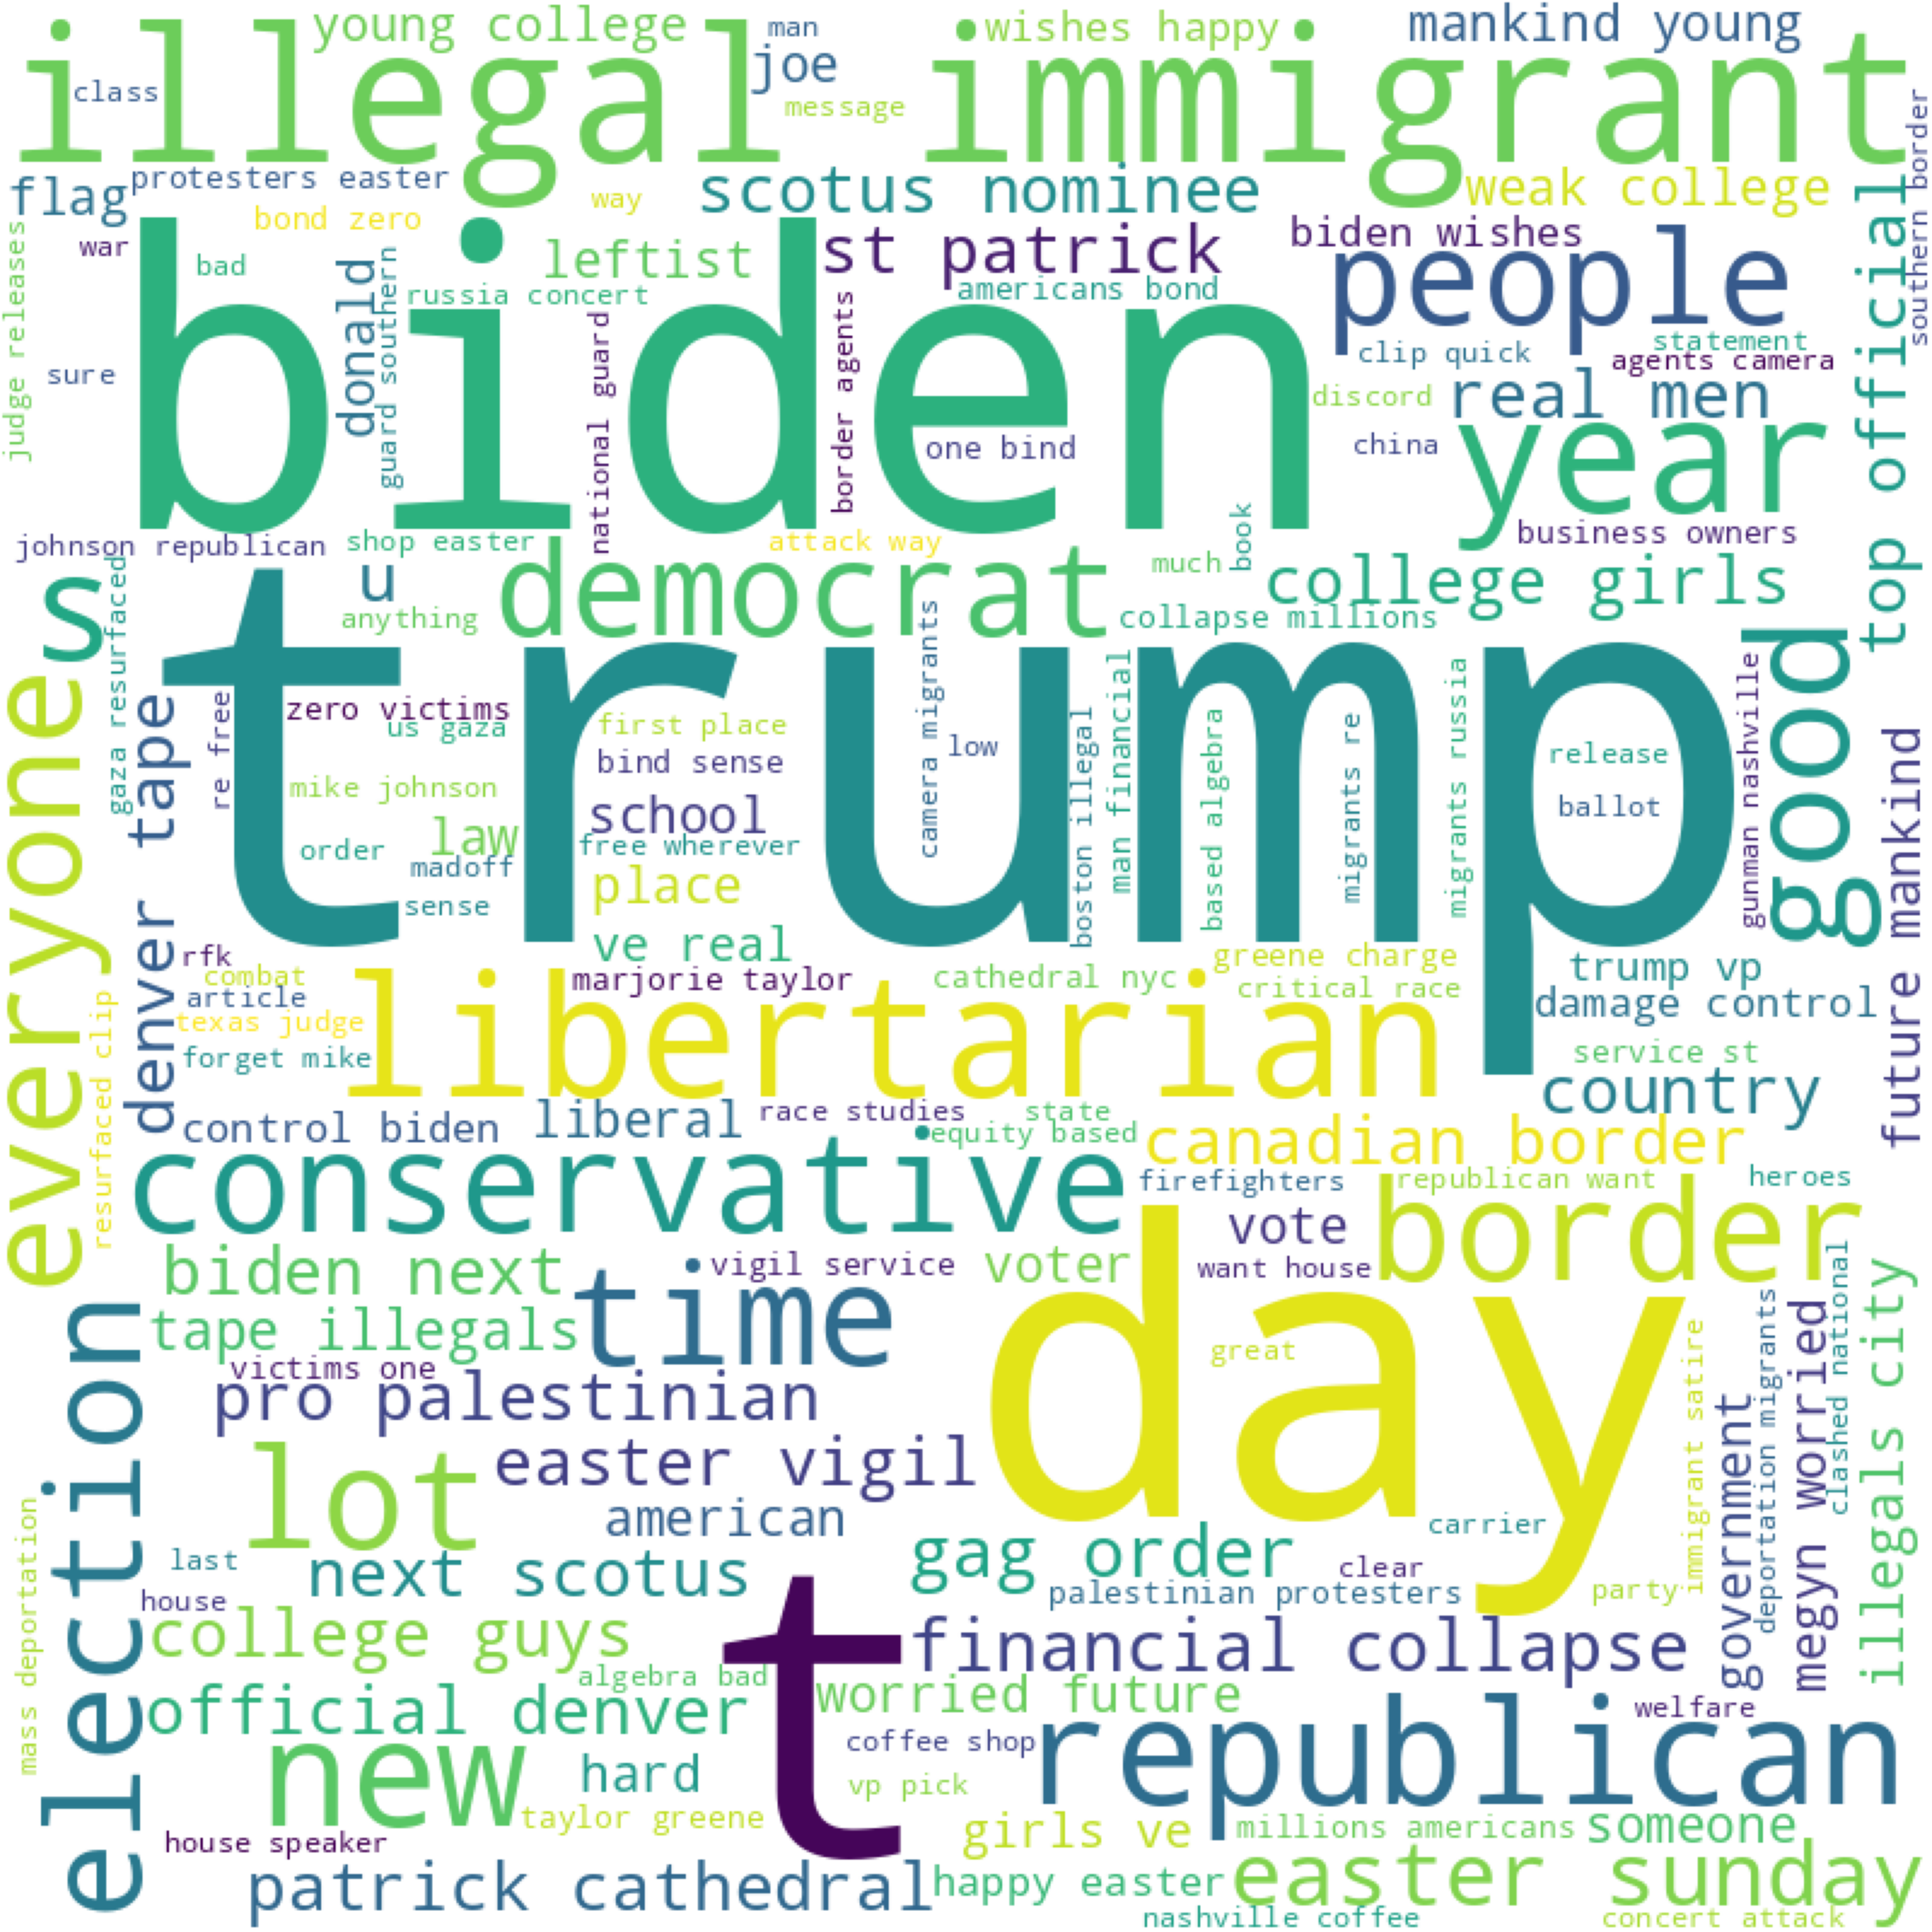 young college
man
wishes happy
mankind young
illegal immigrant
joe
class
message
southern border
protesters easter
flag
way
scotus nominee
weak college
bond zero
top official
war
bad
donald
leftist
st patrick
biden wishes
people
judge releases
biden
russia concert
americans bond
guard southern
national guard
border agents
clip quick
statement
agents camera
sure
discord
real men
one bind
china
year
johnson republican
shop easter
attack way
book
business owners
s
u
democrat
much
college girls
gaza resurfaced
anything
collapse millions
trump
good
everyone
tape
denver
re free
zero victims
us gaza
first place
bind sense
camera migrants
low
boston illegal
man financial
based algebra
migrants re
migrants russia
release
ballot
gunman nashville
future mankind
mike johnson
school
law
order
madoff
free wherever
place
sense
ve real
rfk
combat
article
marjorie taylor
cathedral nyc
greene charge
critical race
trump vp
damage control
texas judge
libertarian
forget mike
resurfaced clip
service st
country
control biden
liberal
race studies
state
equity based
canadian border
conservative
firefighters
republican want
heroes
border
vote
biden next
vigil service
voter
want house
day
time
tape illegals
great
victims one
pro palestinian
immigrant satire
deportation migrants
government
megyn worried
clashed national
illegals city
election
lot
easter vigil
american
carrier
mass deportation
last
next scotus
gag order
clear
house
palestinian protesters
party
t
college guys
financial collapse
algebra bad
official denver
worried future
welfare
new
hard
coffee shop
republican
vp pick
taylor greene
girls ve
millions americans
someone
house speaker
patrick cathedral
happy easter
easter sunday
nashville coffee
concert attack